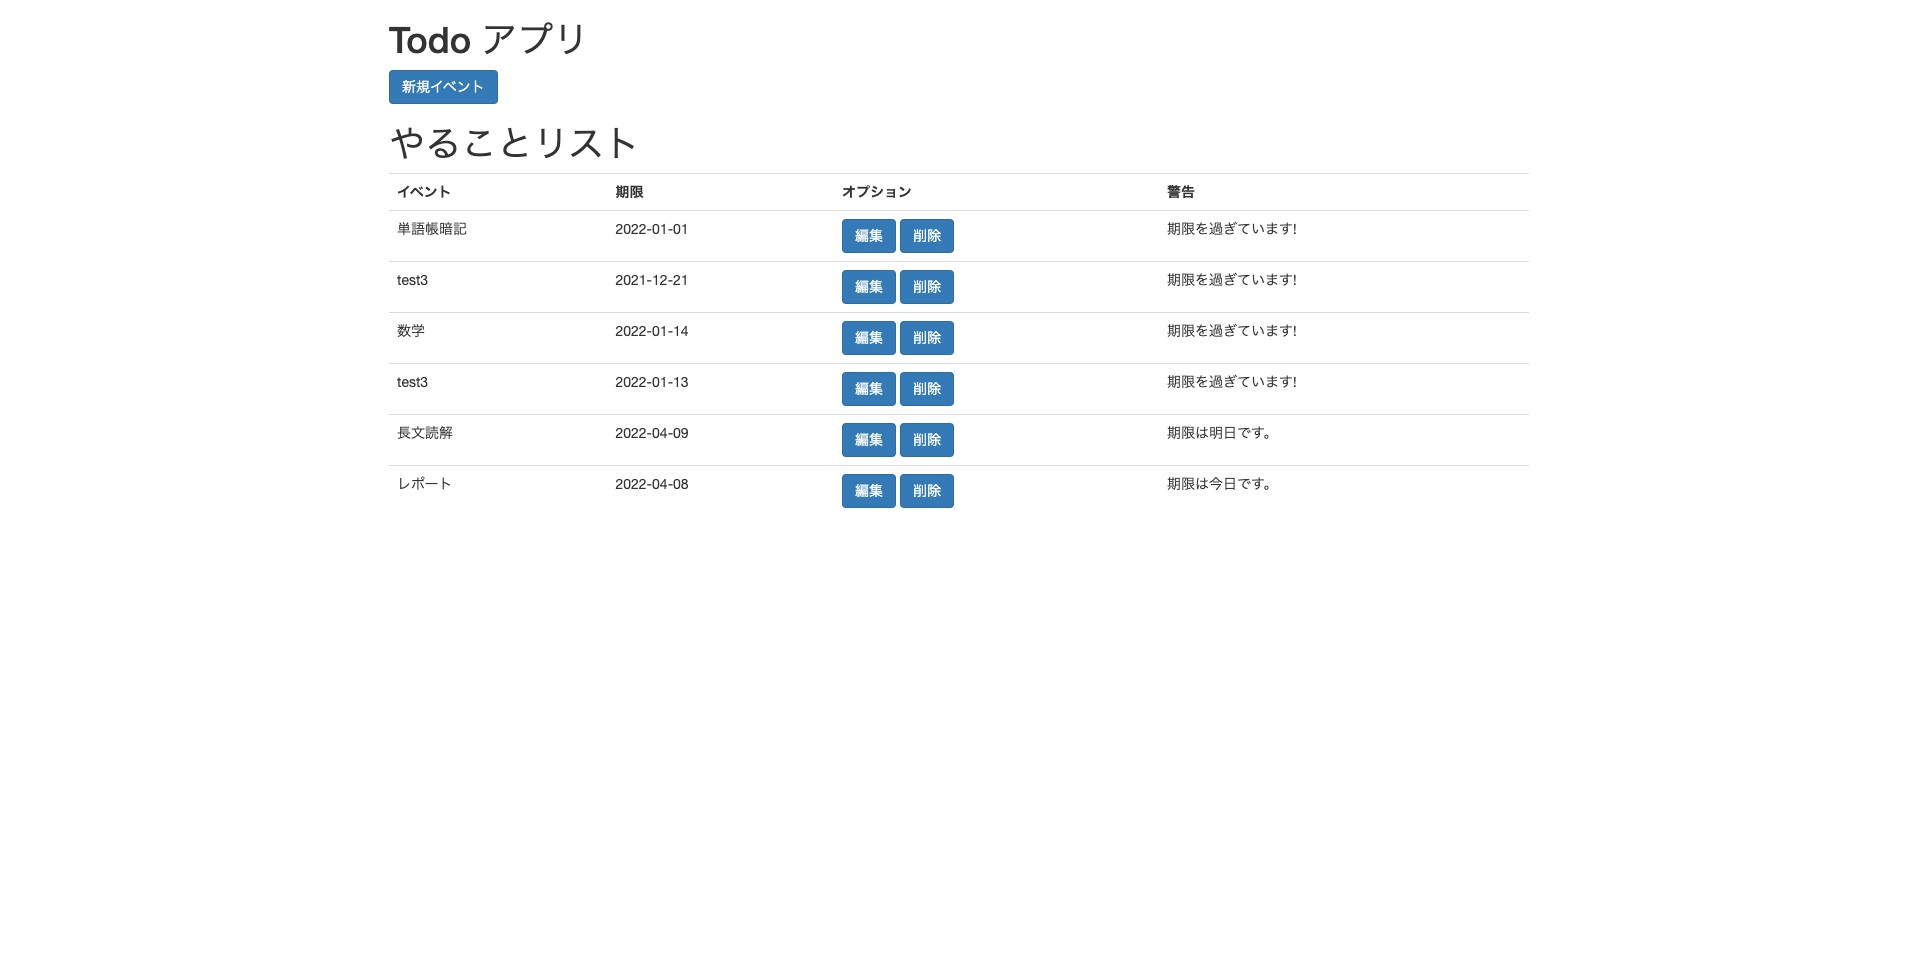 Todo アプリ
新規イベント
やることリスト
イベント 期限 オプション 警告
単語帳暗記 2022-01-01 編集 削除 期限を過ぎています!
test3 2021-12-21 編集 削除 期限を過ぎています!
数学 2022-01-14 編集 削除 期限を過ぎています!
test3 2022-01-13 編集 削除 期限を過ぎています!
長文読解 2022-04-09 編集 削除 期限は明日です。
レポート 2022-04-08 編集 削除 期限は今日です。